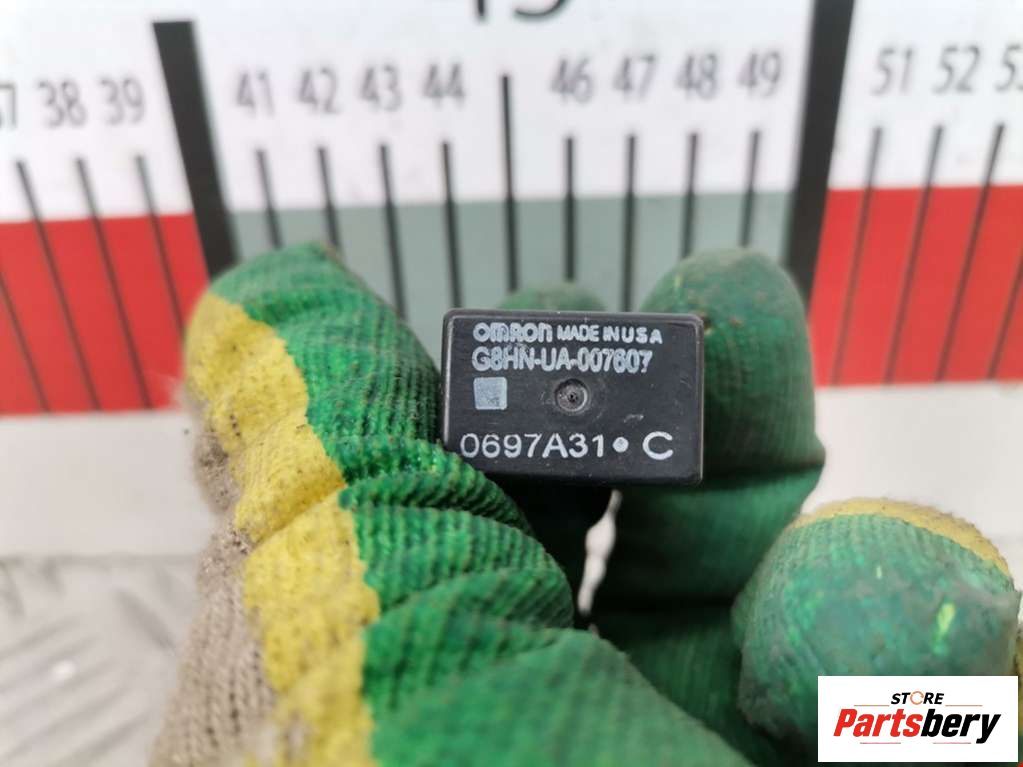 38 39 41 42 43 44 46 47 48 49 51 52
omRon MADE IN USA
G8HN-UA-007607
0697A31•C
STORE
Partsbery